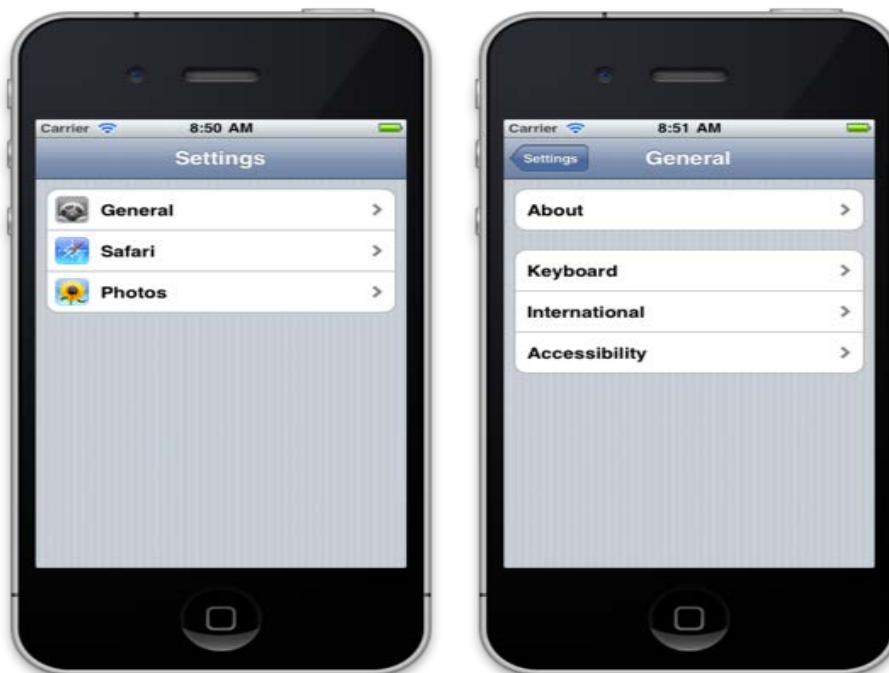 Carrier 8:50 AM
Settings
General
Safari
Photos
Carrier 8:51 AM
Settings General
About
Keyboard
International
Accessibility